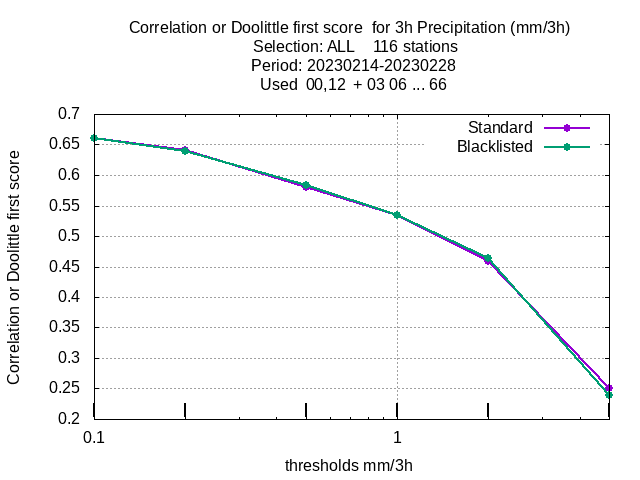 Correlation or Doolittle first score  for 3h Precipitation (mm/3h)
Selection: ALL    116 stations
Period: 20230214-20230228
Used  00,12  + 03 06 ... 66
Standard
Blacklisted
Correlation or Doolittle first score
0.7
0.65
0.6
0.55
0.5
0.45
0.4
0.35
0.3
0.25
0.2
0.1
1
thresholds mm/3h